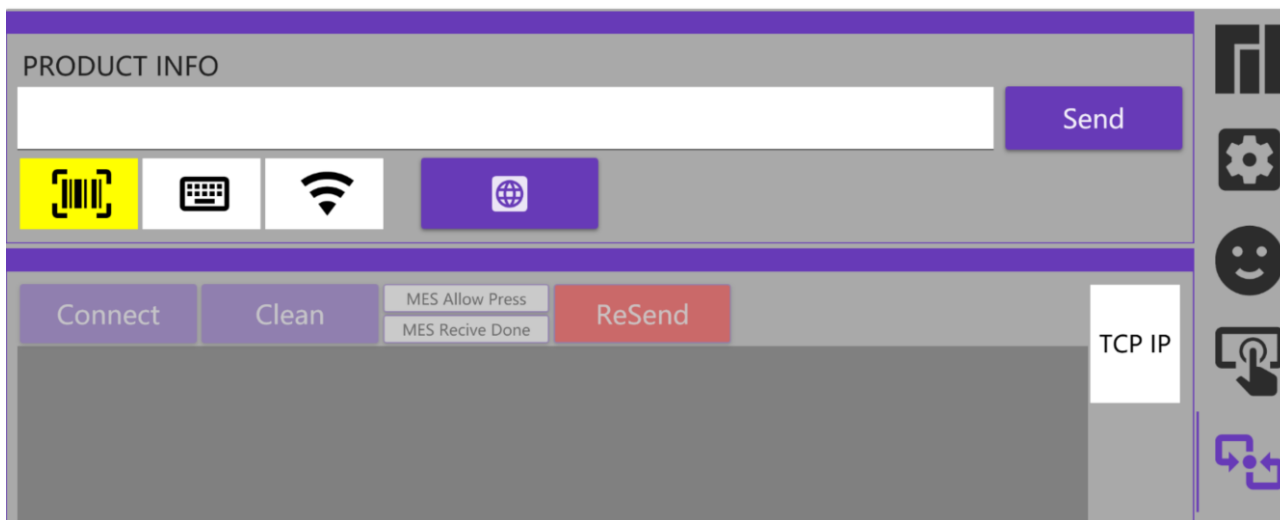 PRODUCT INFO
Send
Connect
Clean
MES Allow Press
MES Recive Done
ReSend
TCP IP